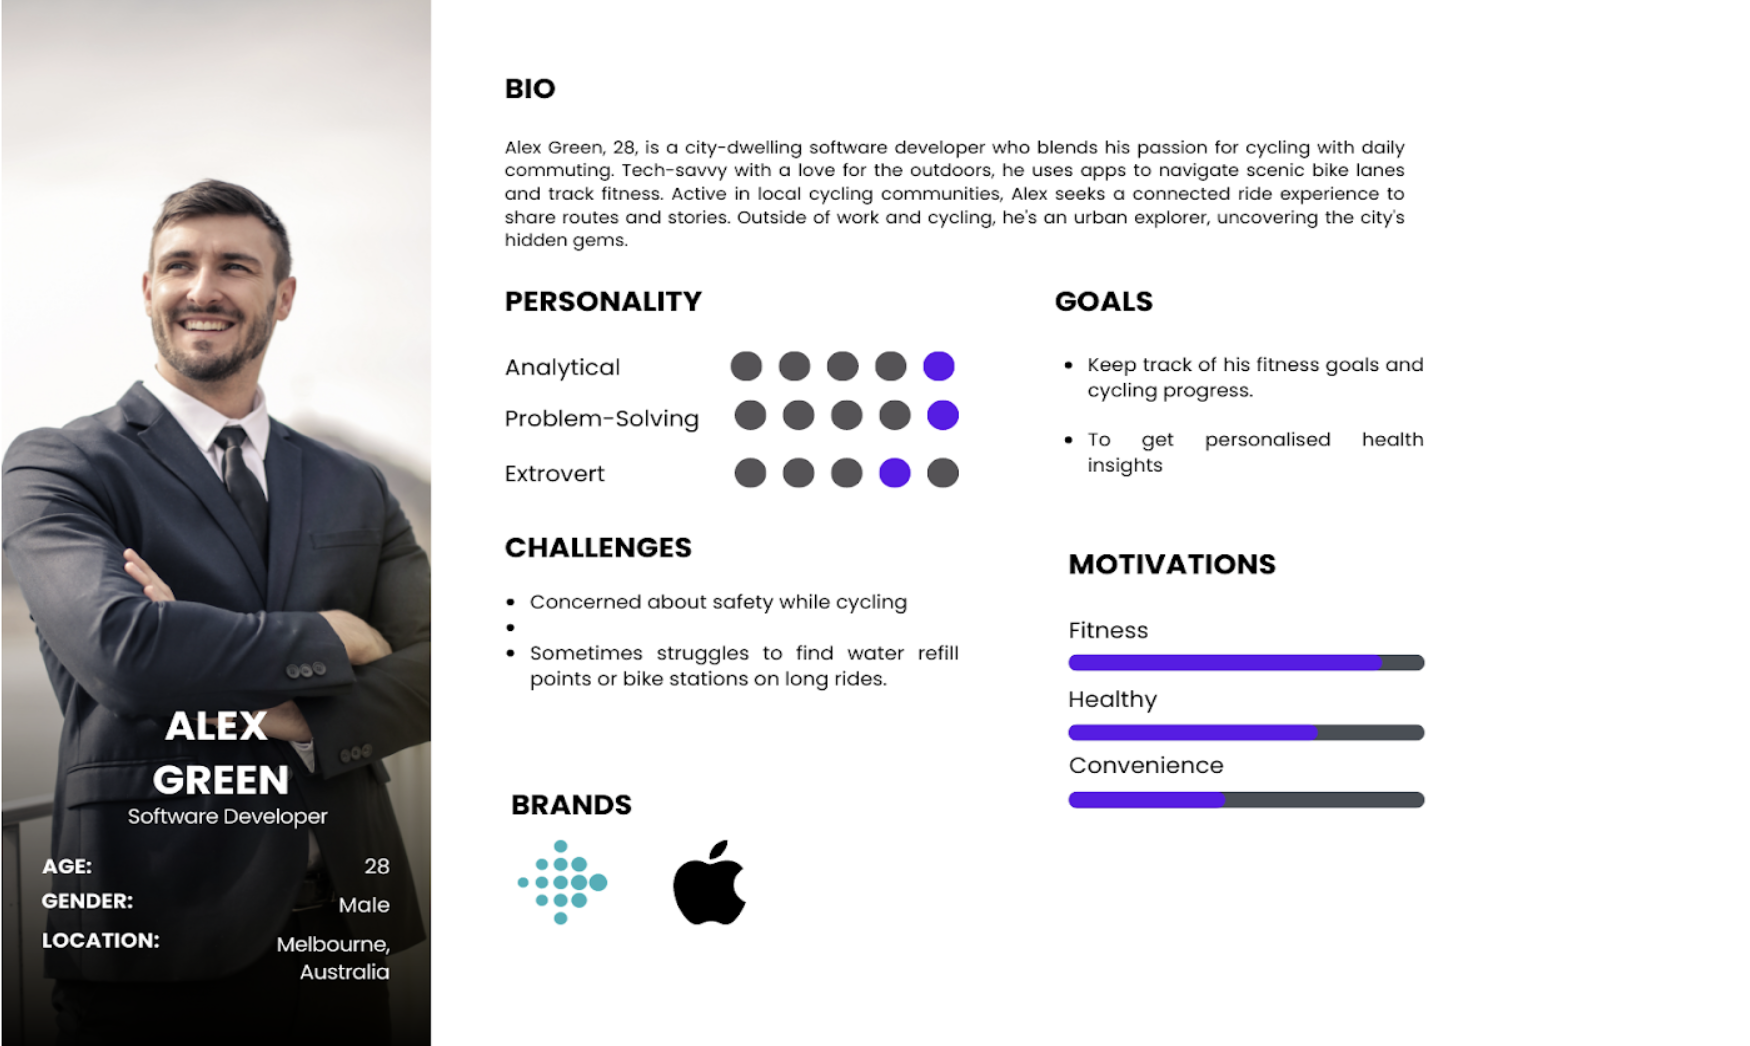 BIO
Alex Green, 28, is a city-dwelling software developer who blends his passion for cycling with daily
commuting. Tech-savvy with a love for the outdoors, he uses apps to navigate scenic bike lanes
and track fitness. Active in local cycling communities, Alex seeks a connected ride experience to
share routes and stories. Outside of work and cycling, he's an urban explorer, uncovering the city's
hidden gems.
PERSONALITY
Analytical
Problem-Solving
Extrovert
GOALS
Keep track of his fitness goals and
cycling progress.
To get personalised health
insights
CHALLENGES
Concerned about safety while cycling
Sometimes struggles to find water refill
points or bike stations on long rides.
MOTIVATIONS
Fitness
Healthy
Convenience
BRANDS
ALEX
GREEN
Software Developer
AGE: 28
GENDER: Male
LOCATION: Melbourne,
Australia